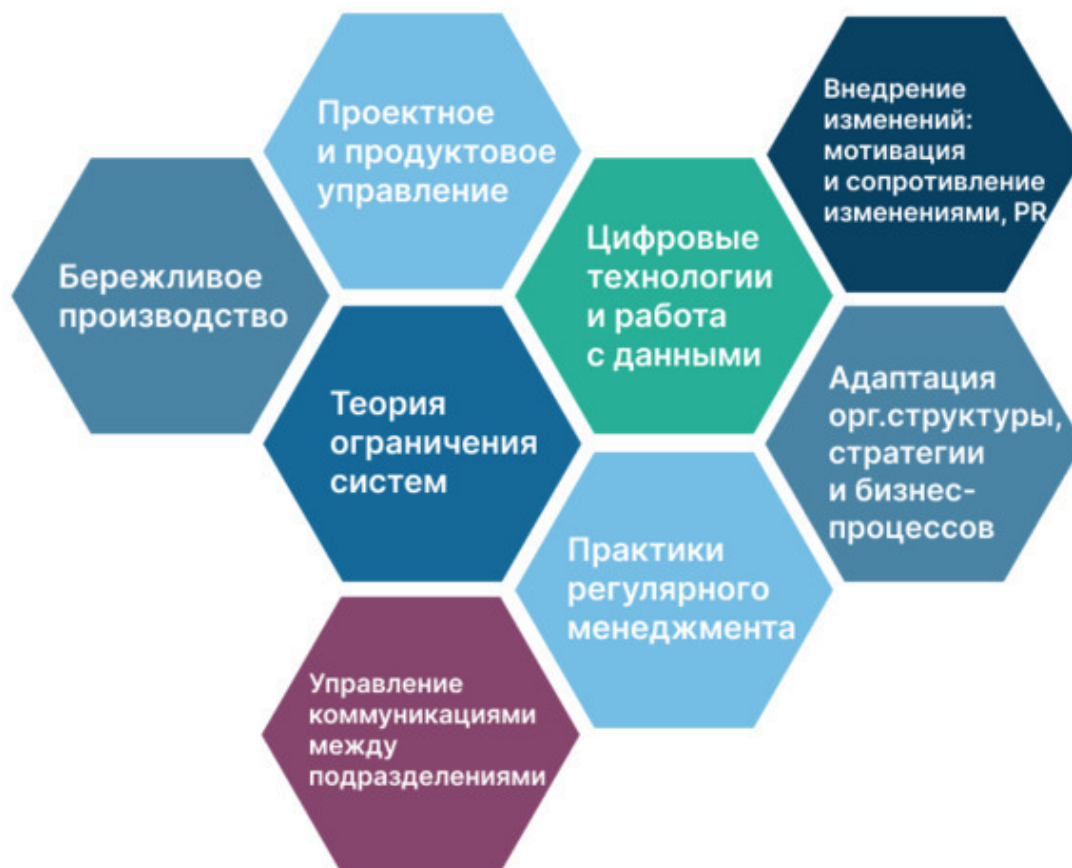 Проектное
и продуктовое
управление
Внедрение
изменений:
мотивация
и сопротивление
изменениями, PR
Бережливое
производство
Цифровые
технологии
и работа
с данными
Теория
ограничения
систем
Адаптация
орг.структуры,
стратегии
и бизнес-
процессов
Практики
регулярного
менеджмента
Управление
коммуникациями
между
подразделениями